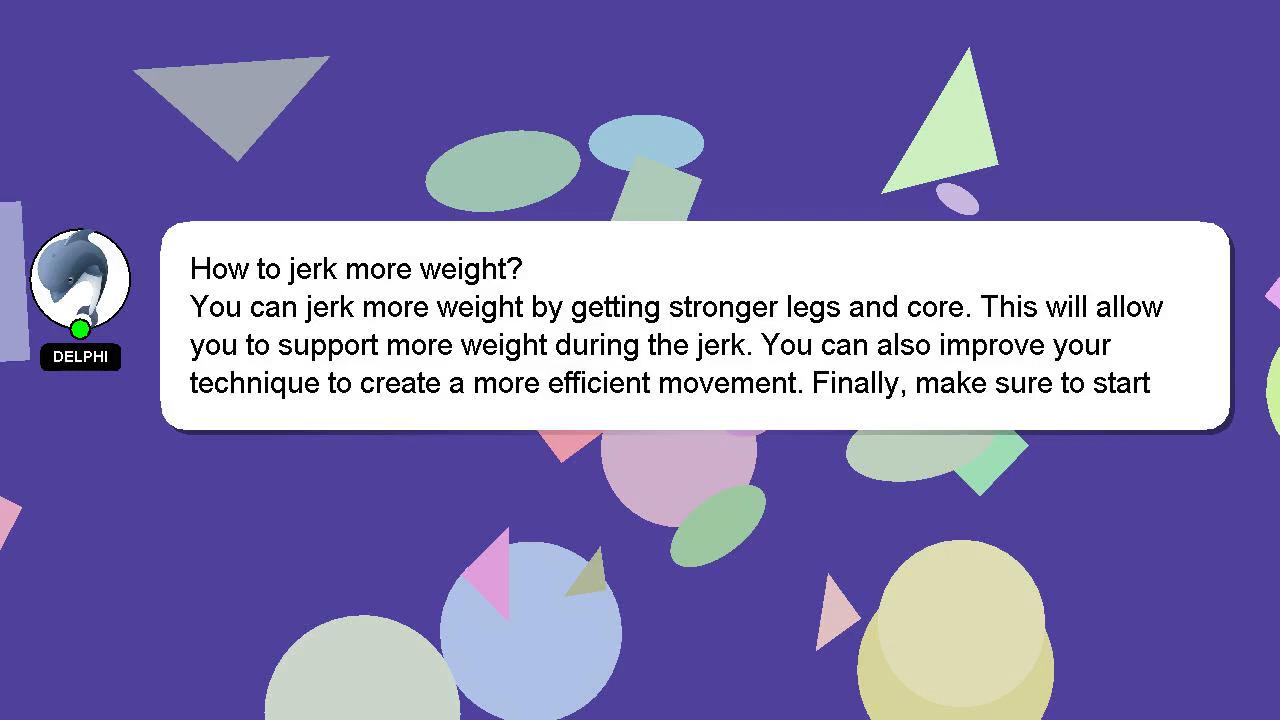 How to jerk more weight?
You can jerk more weight by getting stronger legs and core. This will allow
you to support more weight during the jerk. You can also improve your
technique to create a more efficient movement. Finally, make sure to start
DELPHI